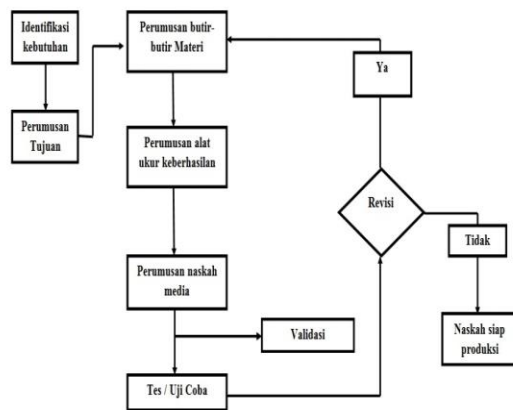 Identifikasi
kebutuhan
Perumusan
Tujuan
Perumusan butir-
butir Materi
Perumusan alat
ukur keberhasilan
Perumusan naskah
media
Validasi
Tes / Uji Coba
Ya
Revisi
Tidak
Naskah siap
produksi